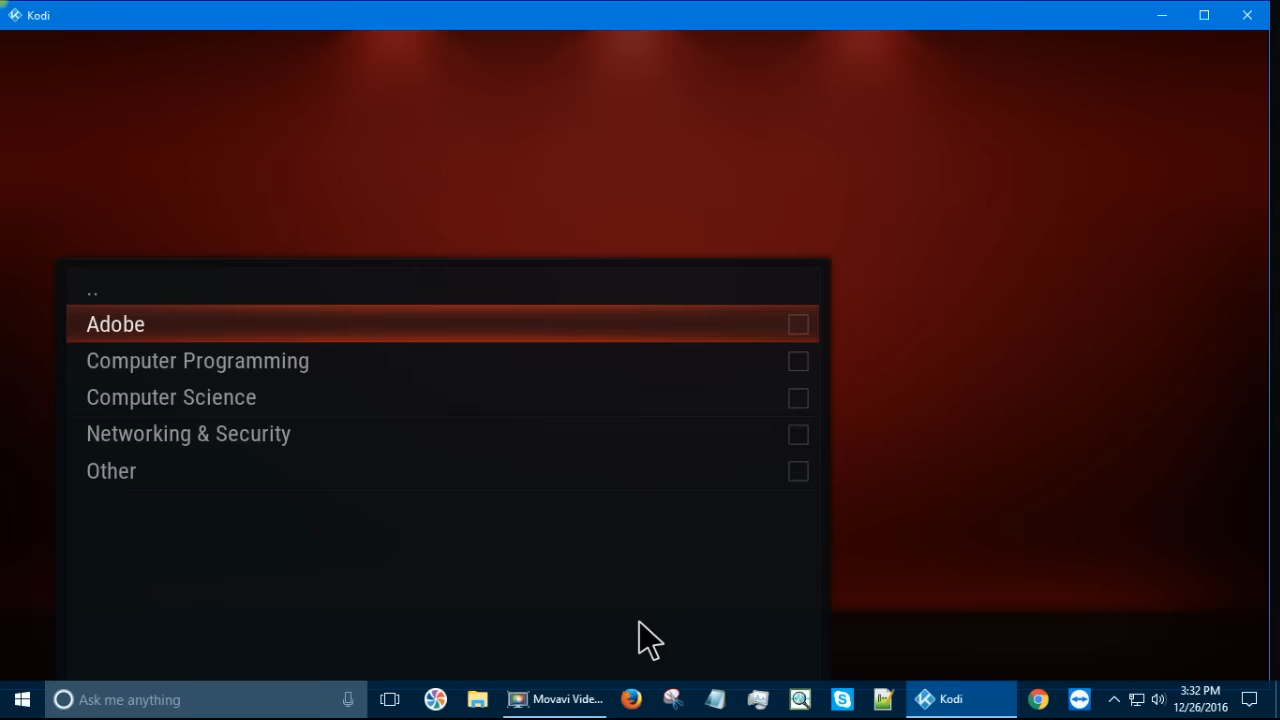 Kodi
..
Adobe
Computer Programming
Computer Science
Networking & Security
Other
Ask me anything
Movavi Vide...
Kodi
3:32 PM
12/26/2016